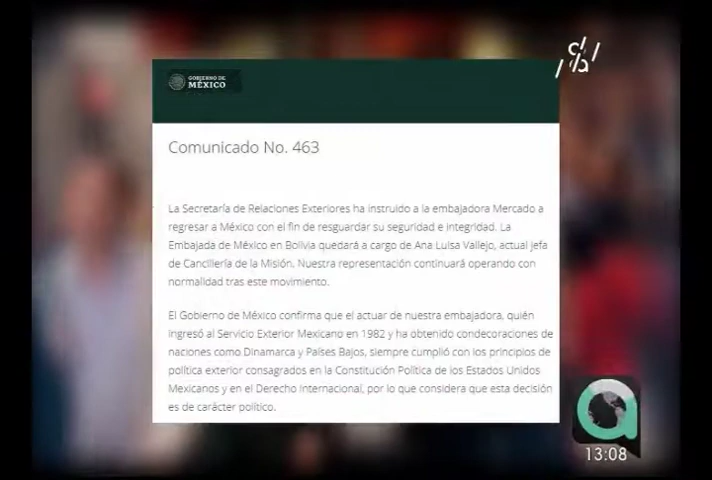 GOBIERNO DE
MÉXICO
Comunicado No. 463
La Secretaría de Relaciones Exteriores ha instruido a la embajadora Mercado a
regresar a México con el fin de resguardar su seguridad e integridad. La
Embajada de México en Bolivia quedará a cargo de Ana Luisa Vallejo, actual jefa
de Cancillería de la Misión. Nuestra representación continuará operando con
normalidad tras este movimiento.
El Gobierno de México confirma que el actuar de nuestra embajadora, quién
ingresó al Servicio Exterior Mexicano en 1982 y ha obtenido condecoraciones de
naciones como Dinamarca y Países Bajos, siempre cumplió con los principios de
política exterior consagrados en la Constitución Política de los Estados Unidos
Mexicanos y en el Derecho Internacional, por lo que considera que esta decisión
es de carácter político.
13:08